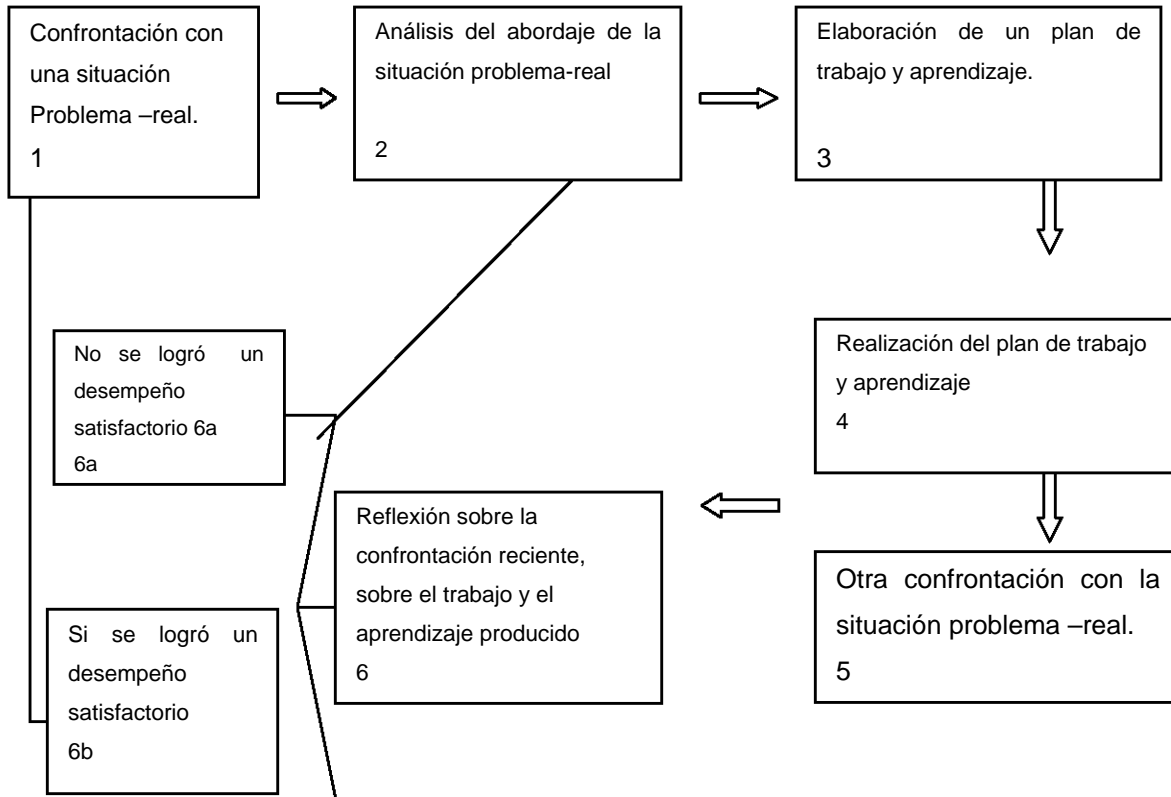 Confrontación con
una situación
Problema –real.
1
Análisis del abordaje de la
situación problema-real
2
Elaboración de un plan de
trabajo y aprendizaje.
3
Realización del plan de trabajo
y aprendizaje
4
Otra confrontación con la
situación problema –real.
5
Reflexión sobre la
confrontación reciente,
sobre el trabajo y el
aprendizaje producido
6
No se logró un
desempeño
satisfactorio 6a
6a
Si se logró un
desempeño
satisfactorio
6b